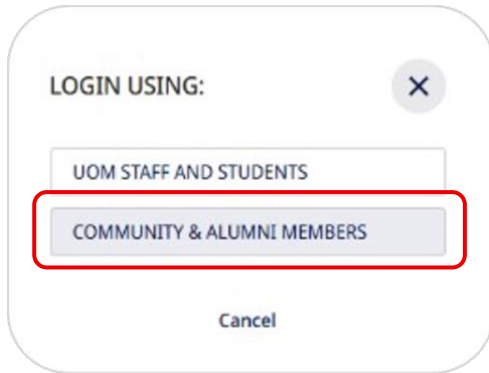 LOGIN USING:
UOM STAFF AND STUDENTS
COMMUNITY & ALUMNI MEMBERS
Cancel